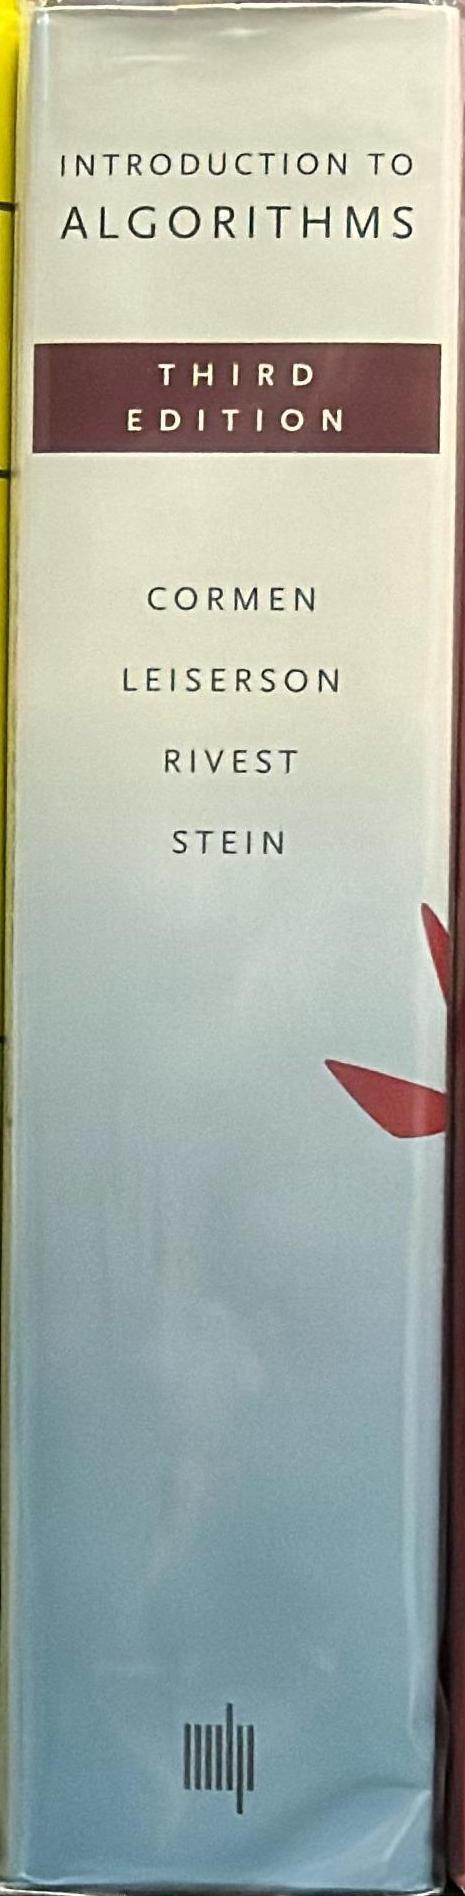 INTRODUCTION TO
ALGORITHMS
THIRD
EDITION
CORMEN
LEISERSON
RIVEST
STEIN